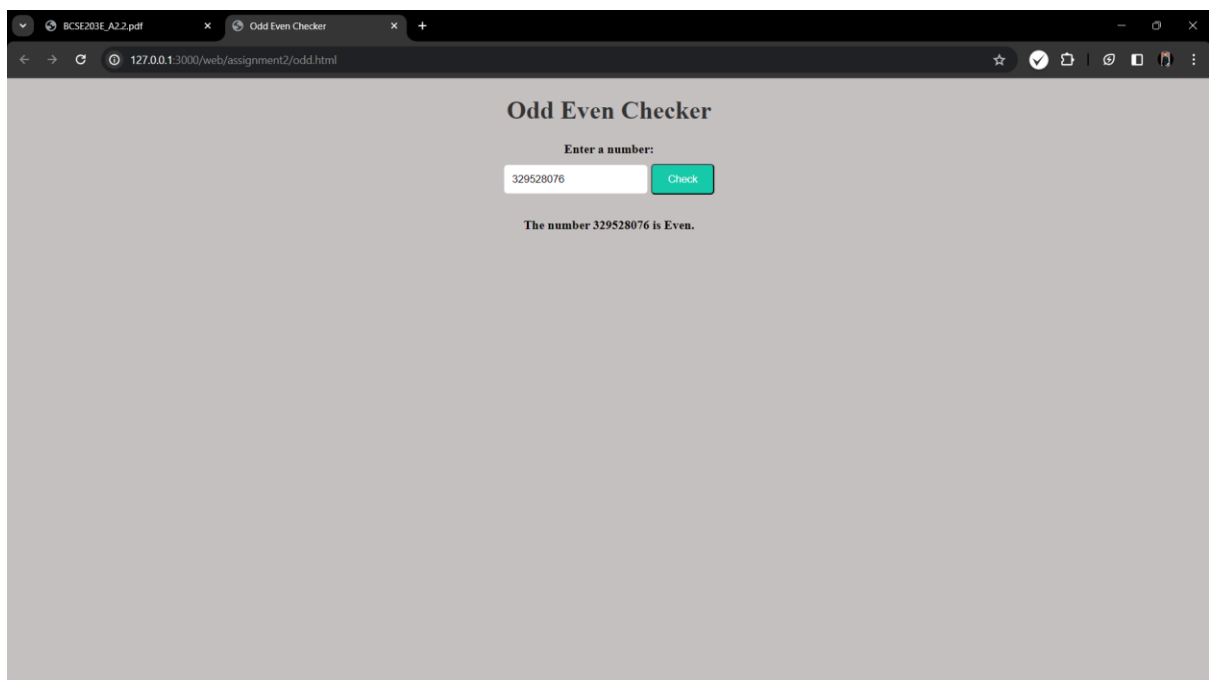 BCSE203E_A2.2.pdf
Odd Even Checker
127.0.0.1:3000/web/assignment2/odd.html
Odd Even Checker
Enter a number:
329528076
Check
The number 329528076 is Even.